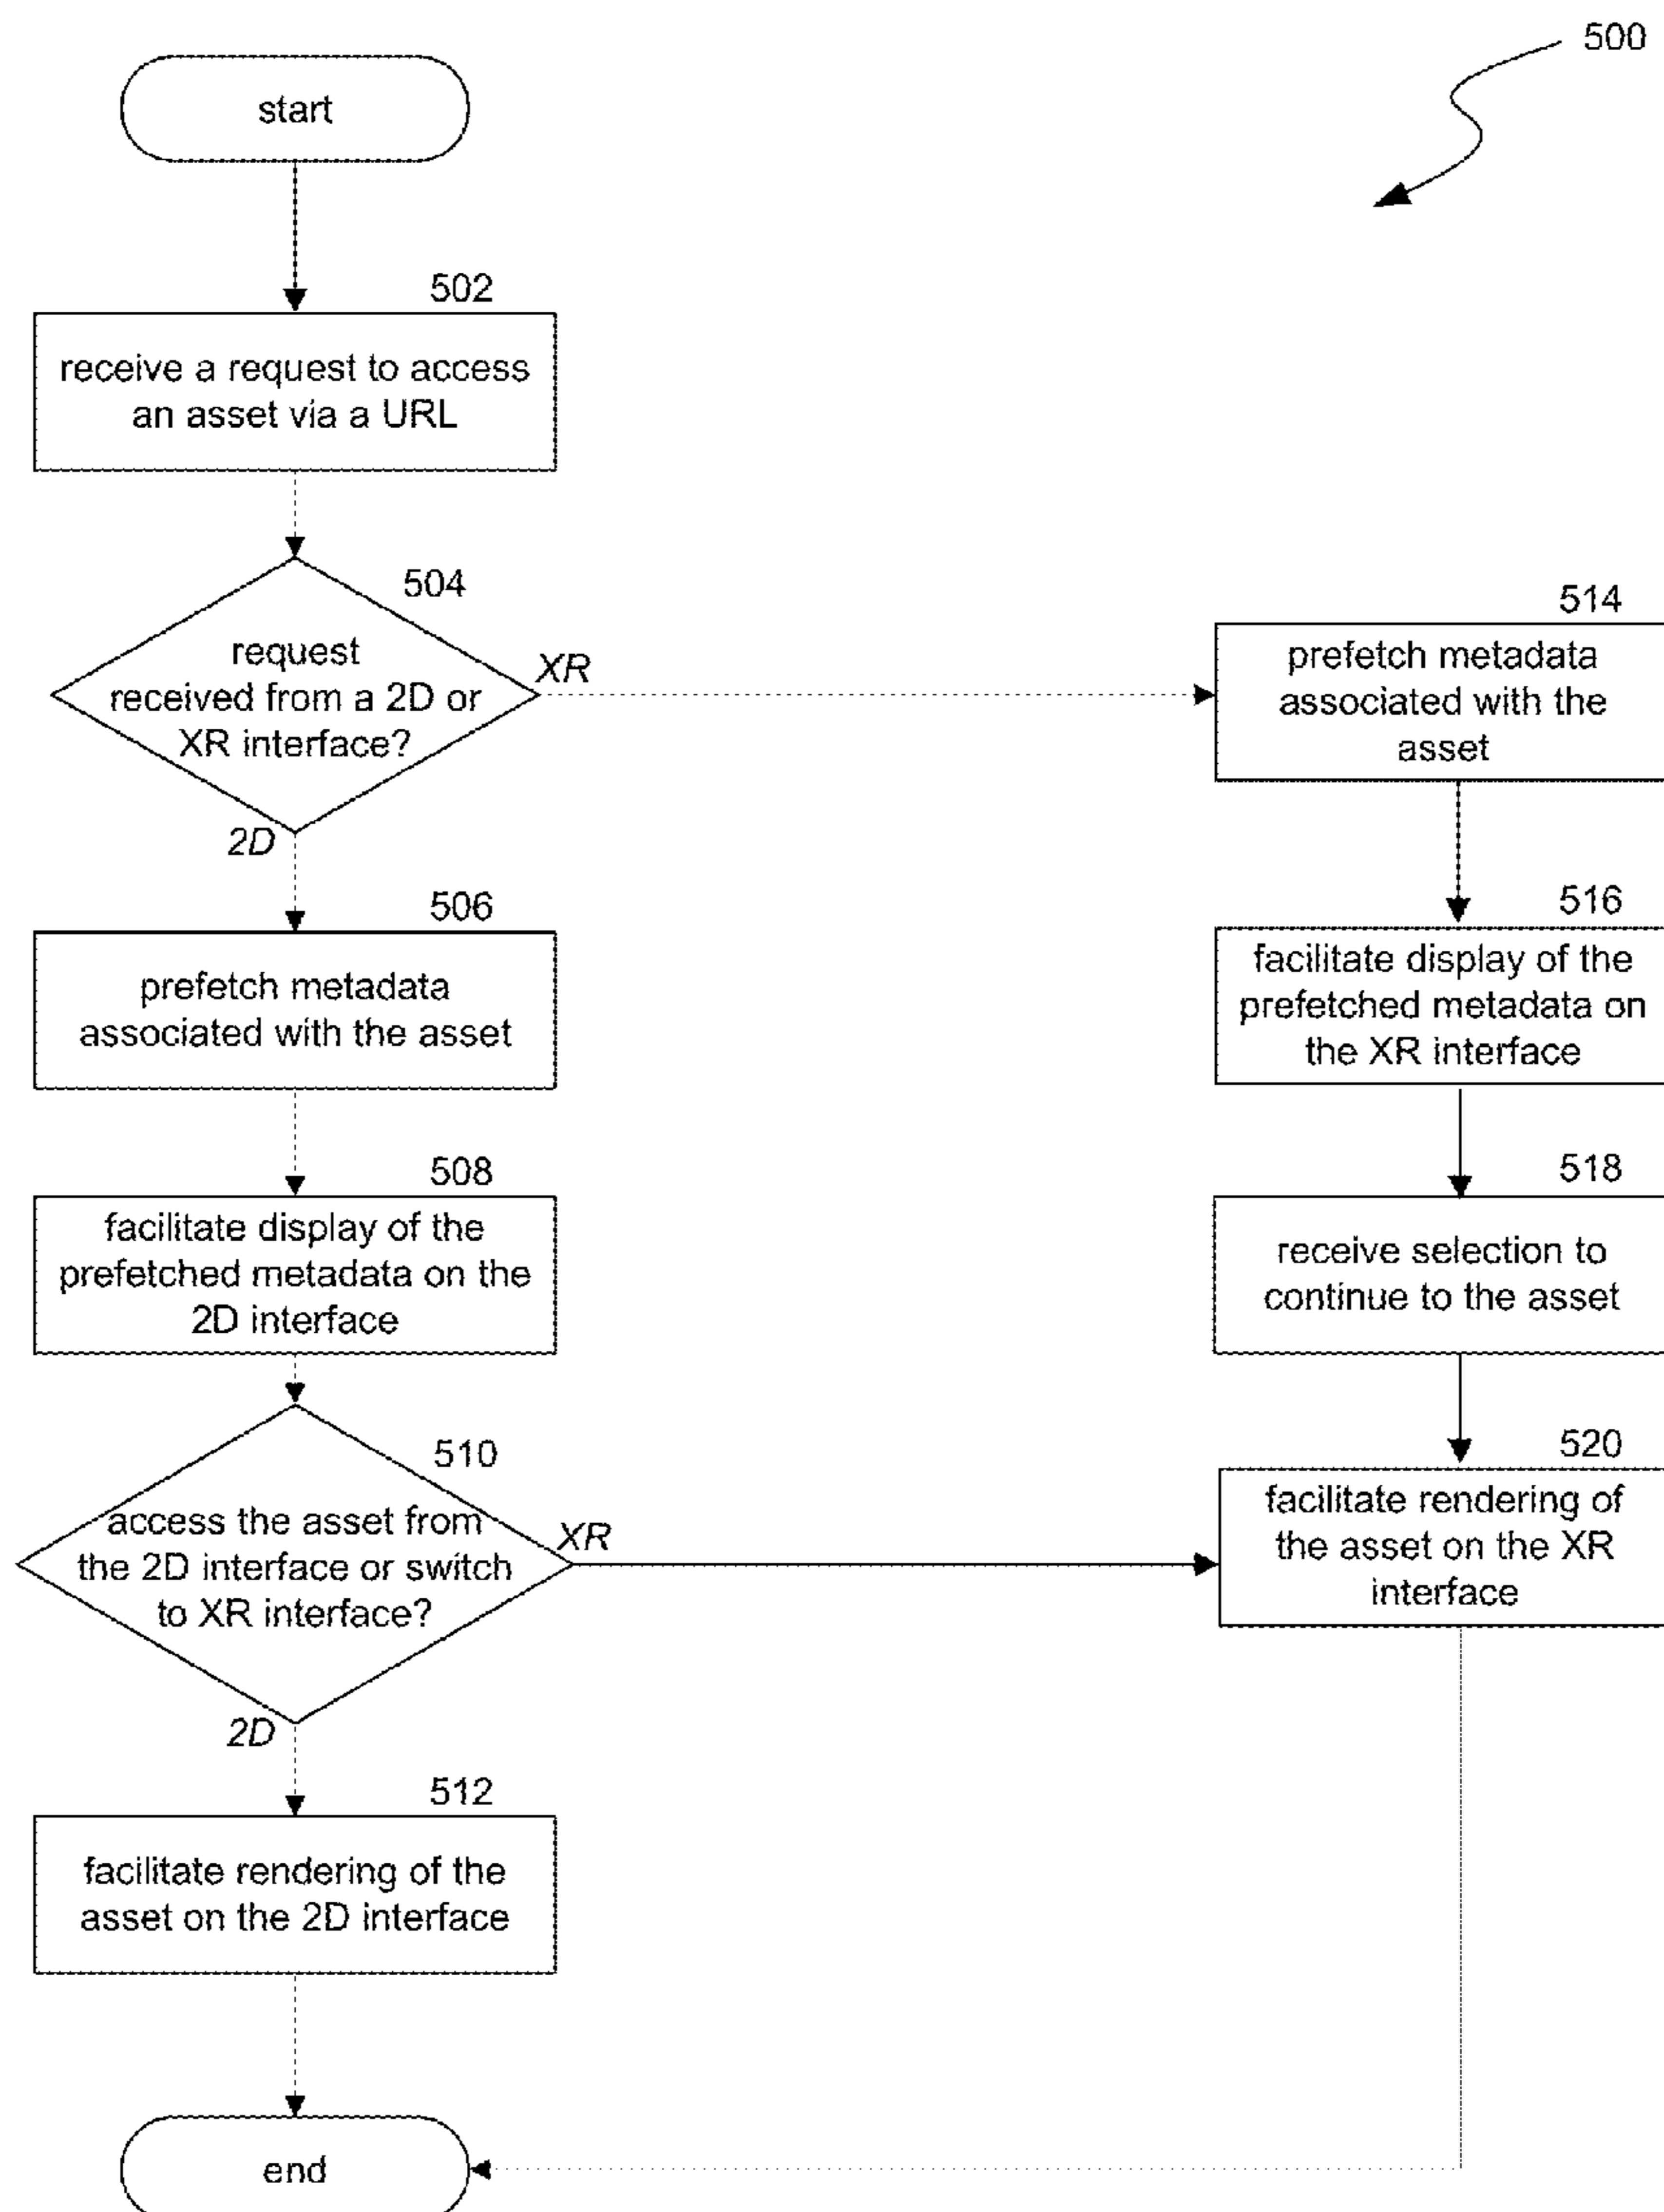 500
start
502
receive a request to access
an asset via a URL
504
request
received from a 2D or
XR interface?
XR
2D
514
prefetch metadata
associated with the
asset
506
prefetch metadata
associated with the asset
516
facilitate display of the
prefetched metadata on
the XR interface
508
facilitate display of the
prefetched metadata on the
2D interface
518
receive selection to
continue to the asset
510
access the asset from
the 2D interface or switch
to XR interface?
XR
2D
520
facilitate rendering of
the asset on the XR
interface
512
facilitate rendering of the
asset on the 2D interface
end